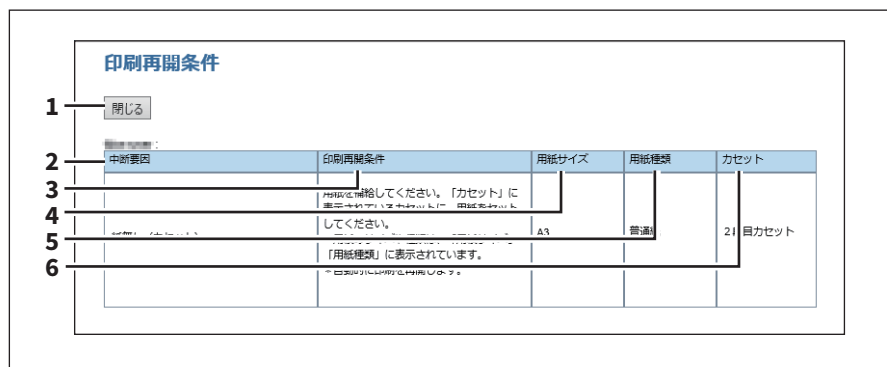 印刷再開条件
1
閉じる
2
中断要因 印刷再開条件 用紙サイズ 用紙種類 カセット
3
用紙を補給してください。「カセット」に
4
してください。
A3
普通
2 目カセット
5
「用紙種類」に表示されています。
6